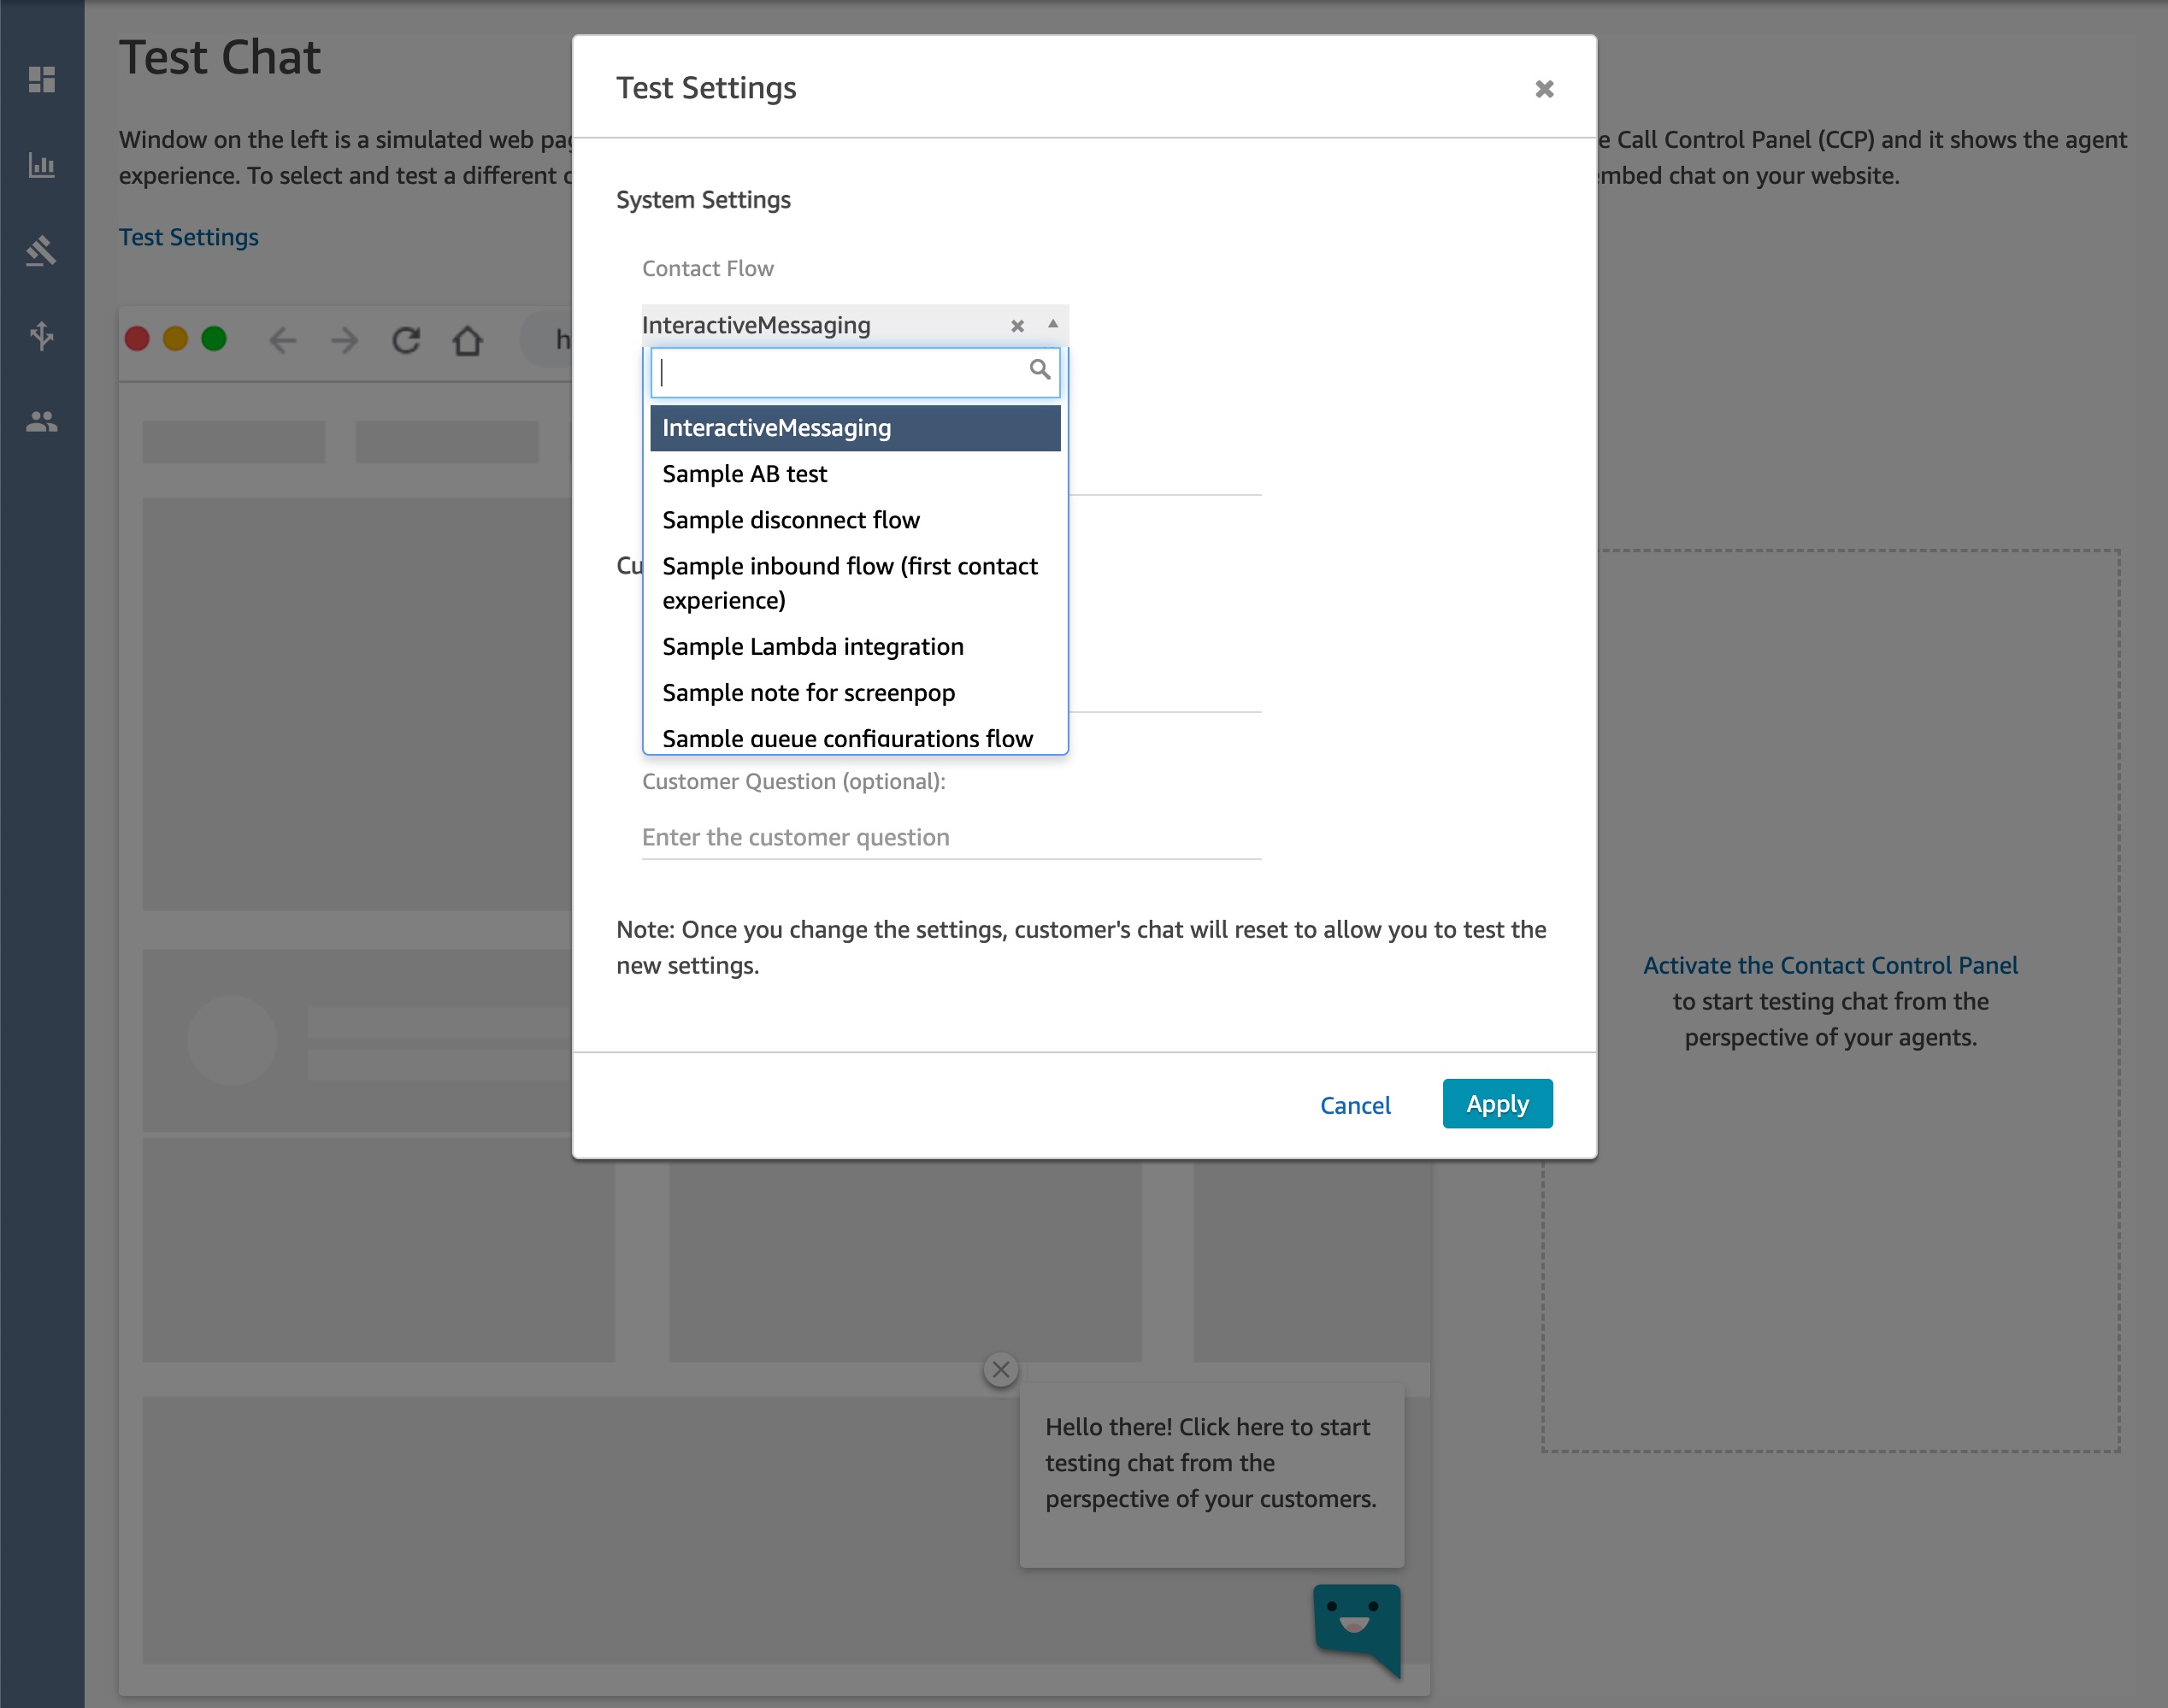 Test Chat
Window on the left is a simulated web
e Call Control Panel (CCP) and it shows the agent
experience. To select and test a different
embed chat on your website.
Test Settings
Test Settings
System Settings
Contact Flow
InteractiveMessaging
InteractiveMessaging
Sample AB test
Sample disconnect flow
Sample inbound flow (first contact
experience)
Sample Lambda integration
Sample note for screenpop
Sample queue configurations flow
Cu
Customer Question (optional):
Enter the customer question
Note: Once you change the settings, customer's chat will reset to allow you to test the
new settings.
Cancel
Apply
Activate the Contact Control Panel
to start testing chat from the
perspective of your agents.
Hello there! Click here to start
testing chat from the
perspective of your customers.